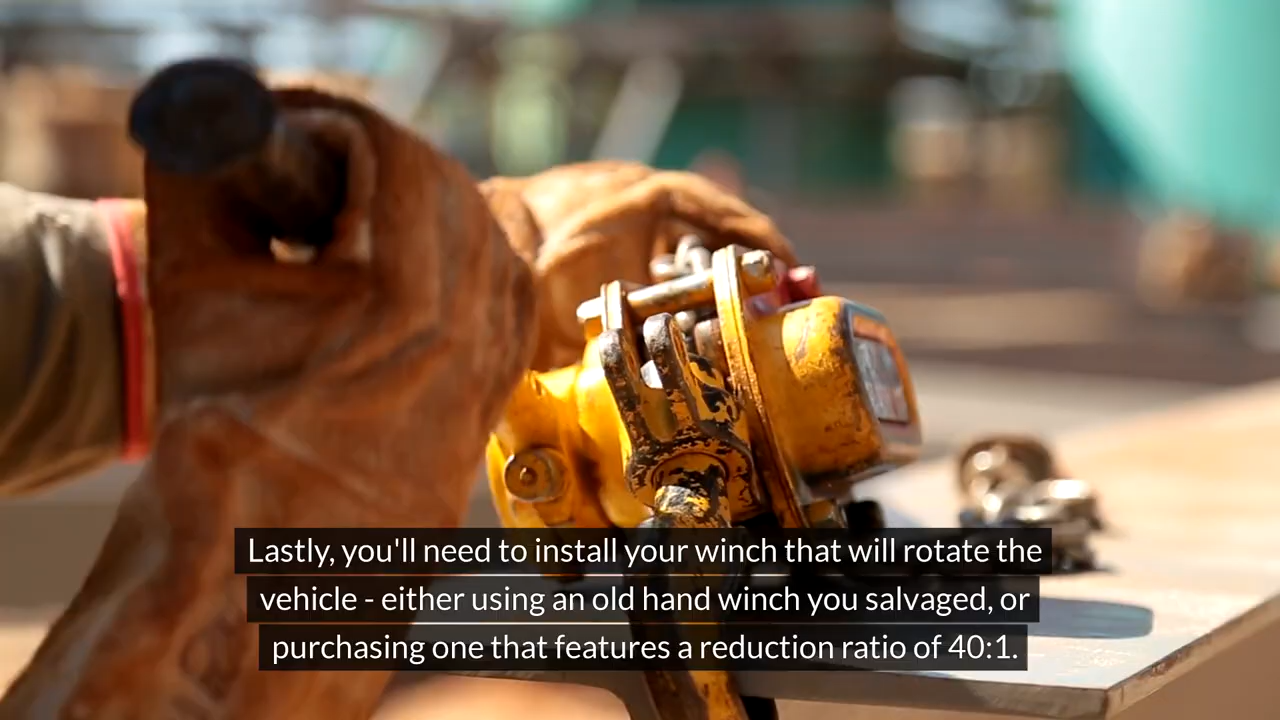 Lastly, you'll need to install your winch that will rotate the
vehicle - either using an old hand winch you salvaged, or
purchasing one that features a reduction ratio of 40:1.